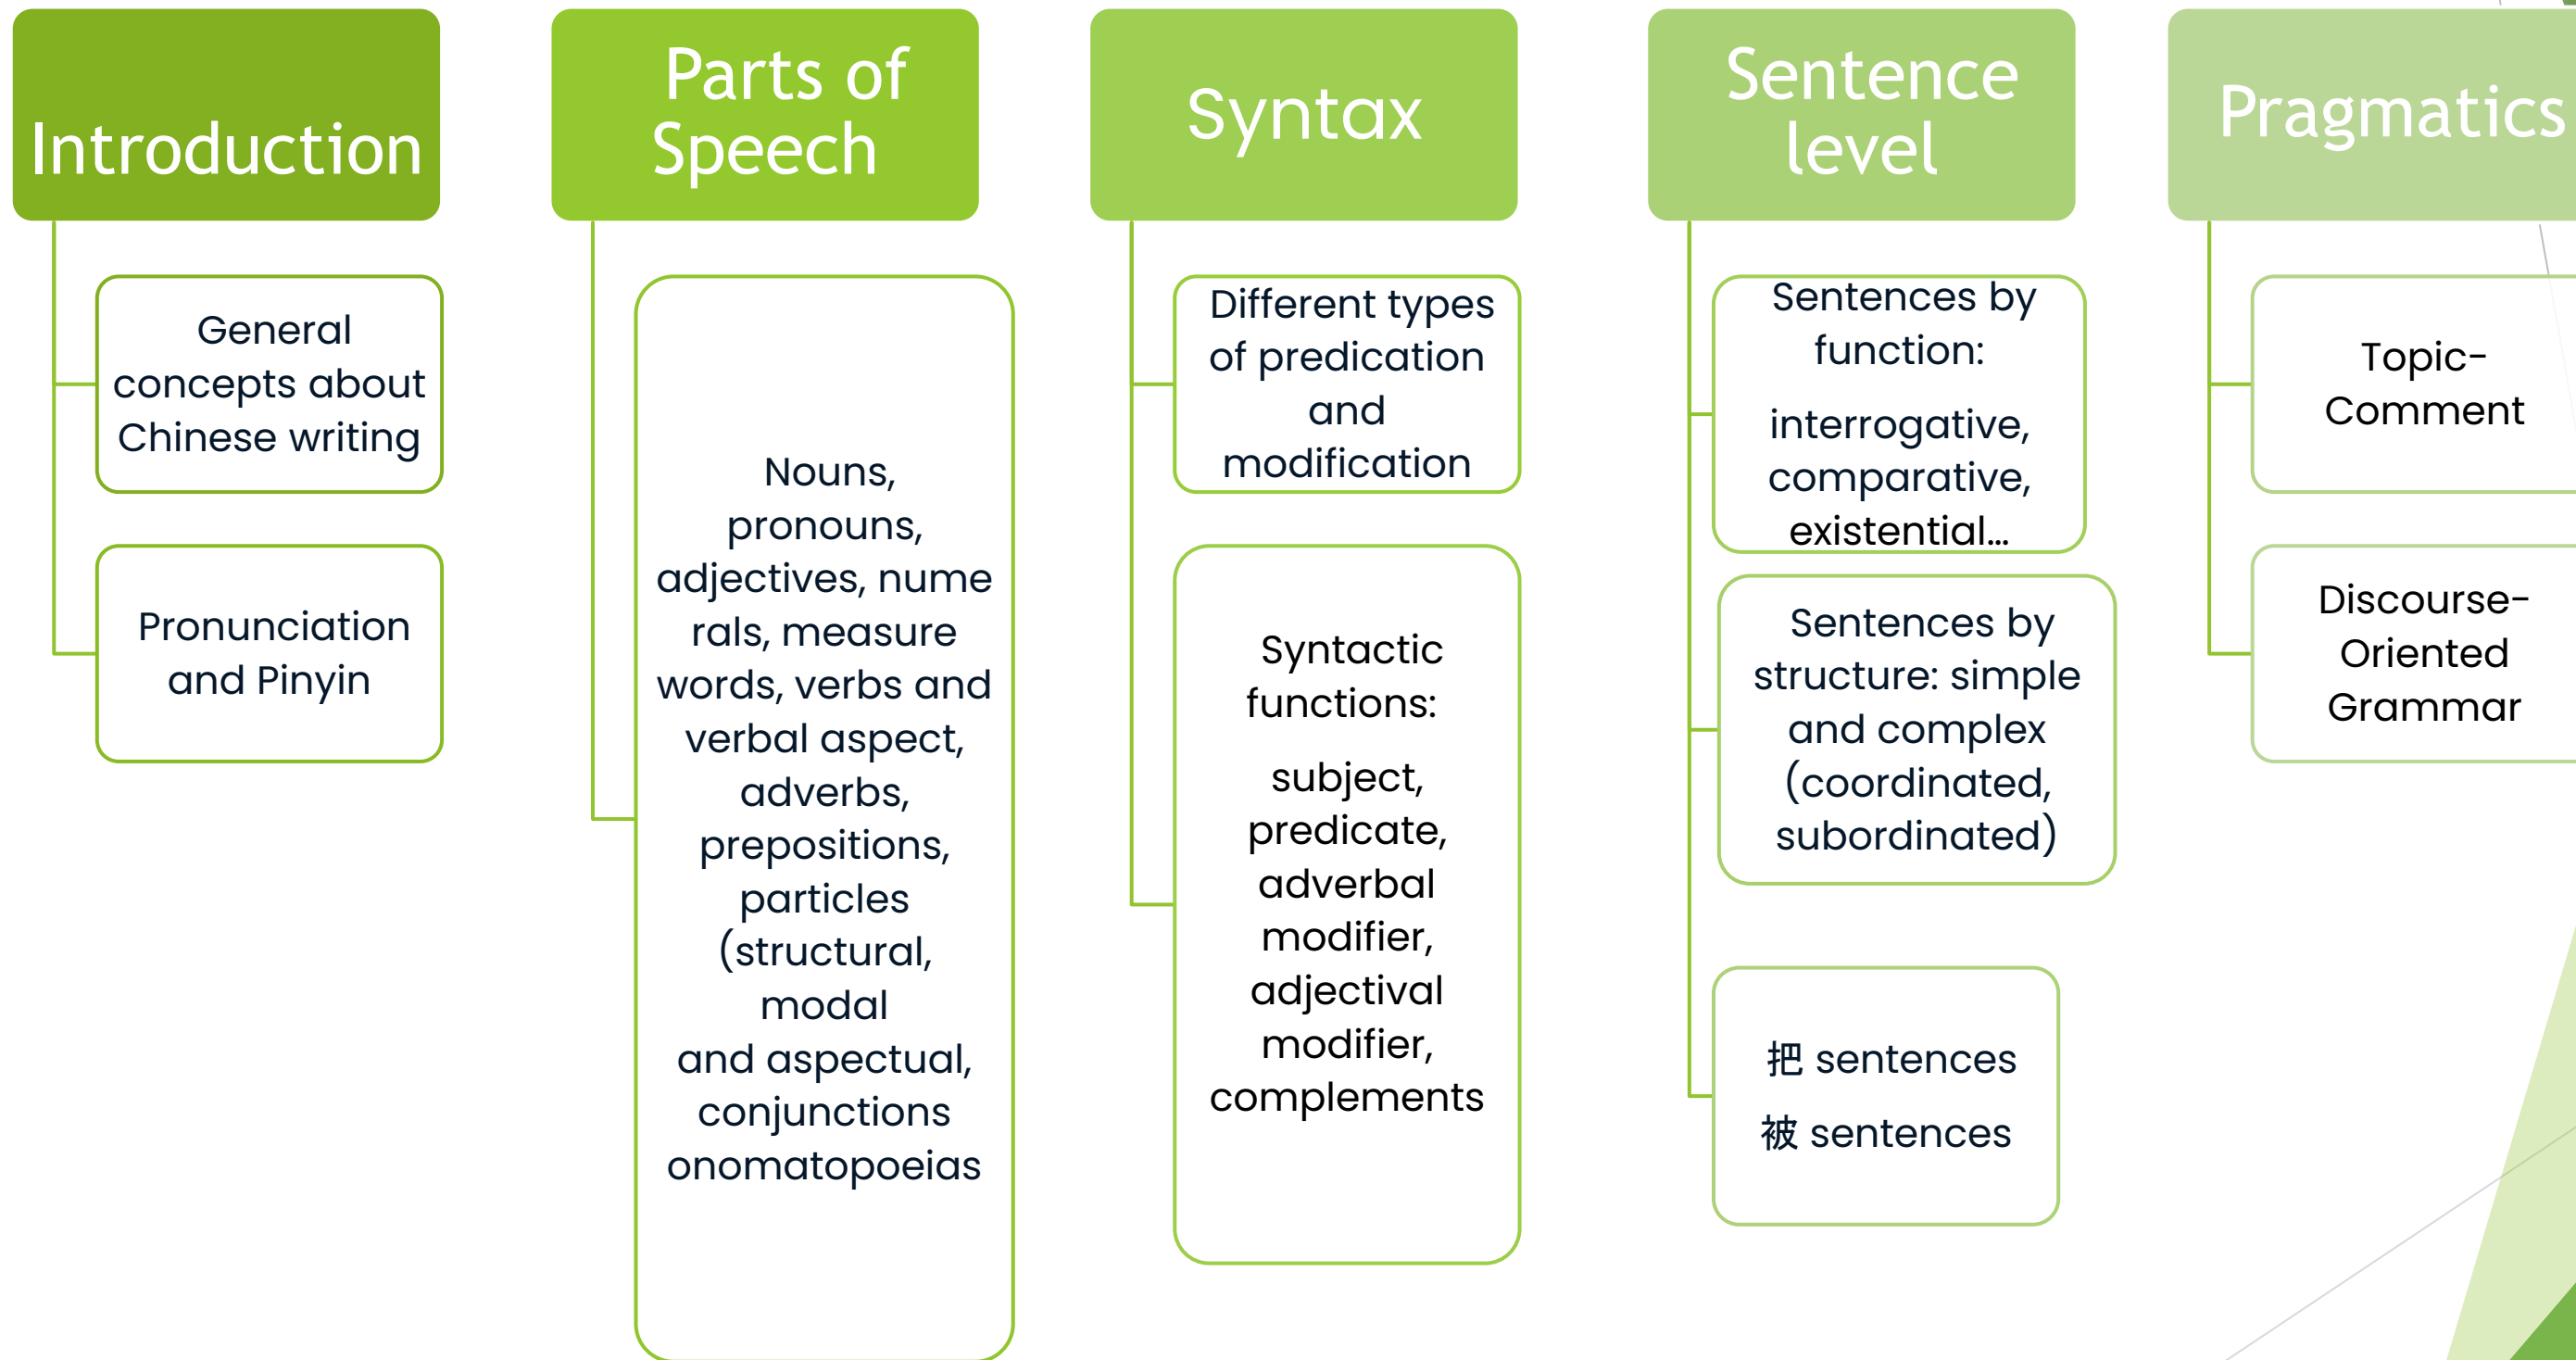 Introduction
General
concepts about
Chinese writing
Pronunciation
and Pinyin
Parts of
Speech
Nouns,
pronouns,
adjectives, nume
rals, measure
words, verbs and
verbal aspect,
adverbs,
prepositions,
particles
(structural,
modal
and aspectual,
conjunctions
onomatopoeias
Syntax
Different types
of predication
and
modification
Syntactic
functions:
subject,
predicate,
adverbal
modifier,
adjectival
modifier,
complements
Sentence
level
Sentences by
function:
interrogative,
comparative,
existential...
Sentences by
structure: simple
and complex
(coordinated,
subordinated)
把 sentences
被 sentences
Pragmatics
Topic-
Comment
Discourse-
Oriented
Grammar